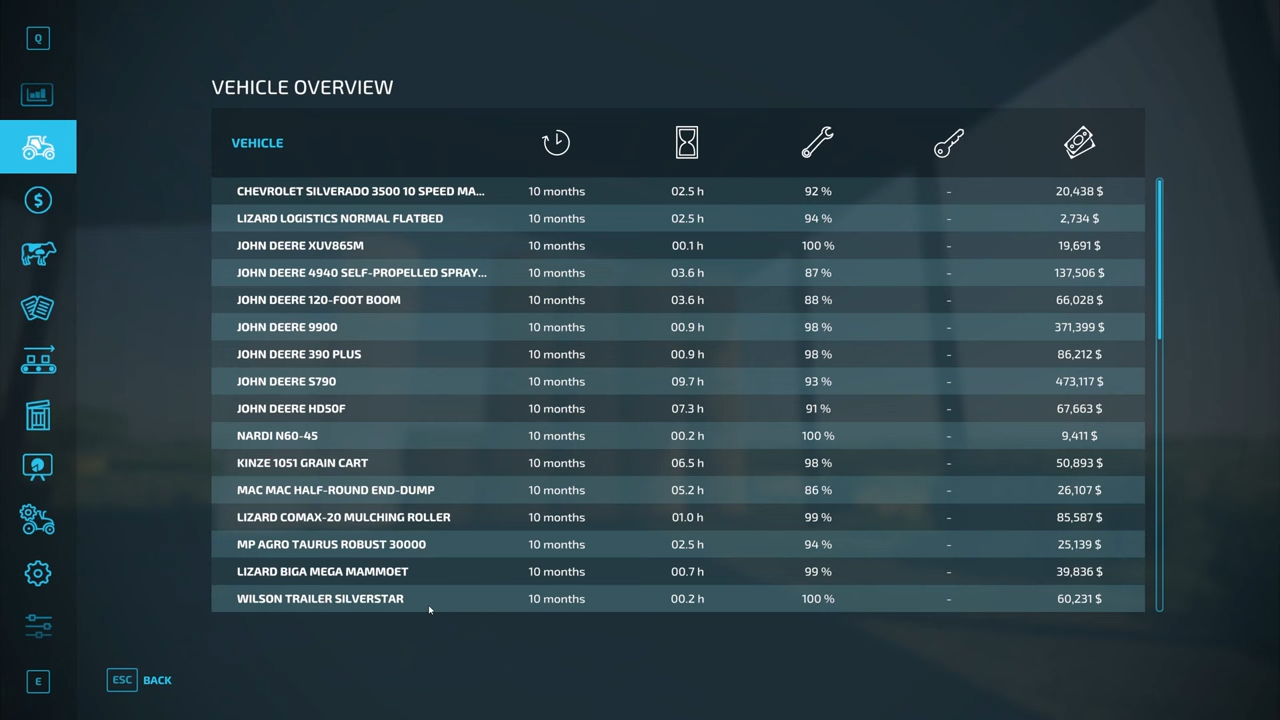 Q
VEHICLE OVERVIEW
VEHICLE
CHEVROLET SILVERADO 3500 10 SPEED MA... 10 months 02.5 h 92 % - 20,438 $
LIZARD LOGISTICS NORMAL FLATBED 10 months 02.5 h 94 % - 2,734 $
JOHN DEERE XUV865M 10 months 00.1 h 100 % - 19,691 $
JOHN DEERE 4940 SELF-PROPELLED SPRAY... 10 months 03.6 h 87 % - 137,506 $
JOHN DEERE 120-FOOT BOOM 10 months 03.6 h 88 % - 66,028 $
JOHN DEERE 9900 10 months 00.9 h 98 % - 371,399 $
JOHN DEERE 390 PLUS 10 months 00.9 h 98 % - 86,212 $
JOHN DEERE S790 10 months 09.7 h 93 % - 473,117 $
JOHN DEERE HD50F 10 months 07.3 h 91 % - 67,663 $
NARDI N60-45 10 months 00.2 h 100 % - 9,411 $
KINZE 1051 GRAIN CART 10 months 06.5 h 98 % - 50,893 $
MAC MAC HALF-ROUND END-DUMP 10 months 05.2 h 86 % - 26,107 $
LIZARD COMAX-20 MULCHING ROLLER 10 months 01.0 h 99 % - 85,587 $
MP AGRO TAURUS ROBUST 30000 10 months 02.5 h 94 % - 25,139 $
LIZARD BIGA MEGA MAMMOET 10 months 00.7 h 99 % - 39,836 $
WILSON TRAILER SILVERSTAR 10 months 00.2 h 100 % - 60,231 $
E
ESC BACK